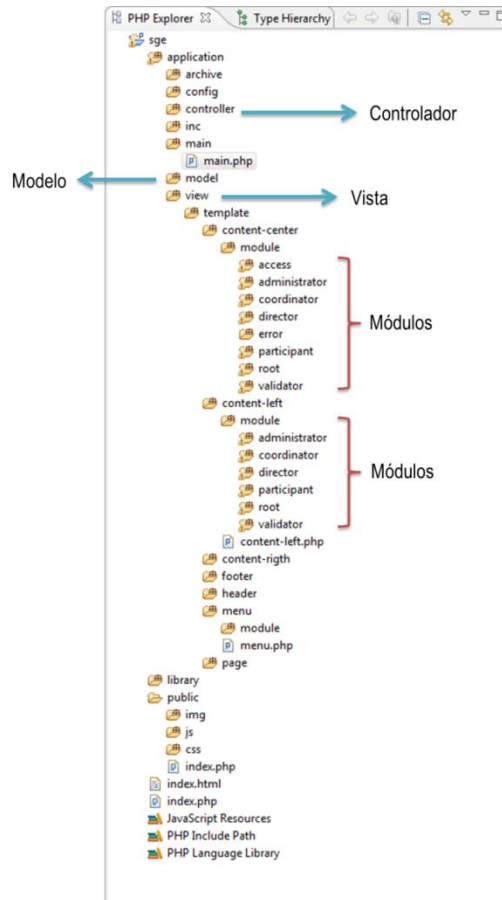 PHP Explorer Type Hierarchy
sge
application
archive
config
controller Controlador
inc
main
main.php
Modelo model
view Vista
template
content-center
module
access
administrator
coordinator
director
error
participant
root
validator
Módulos
content-left
module
administrator
coordinator
director
participant
root
validator
Módulos
content-left.php
content-rigth
footer
header
menu
module
menu.php
page
library
public
img
js
css
index.php
index.html
index.php
JavaScript Resources
PHP Include Path
PHP Language Library